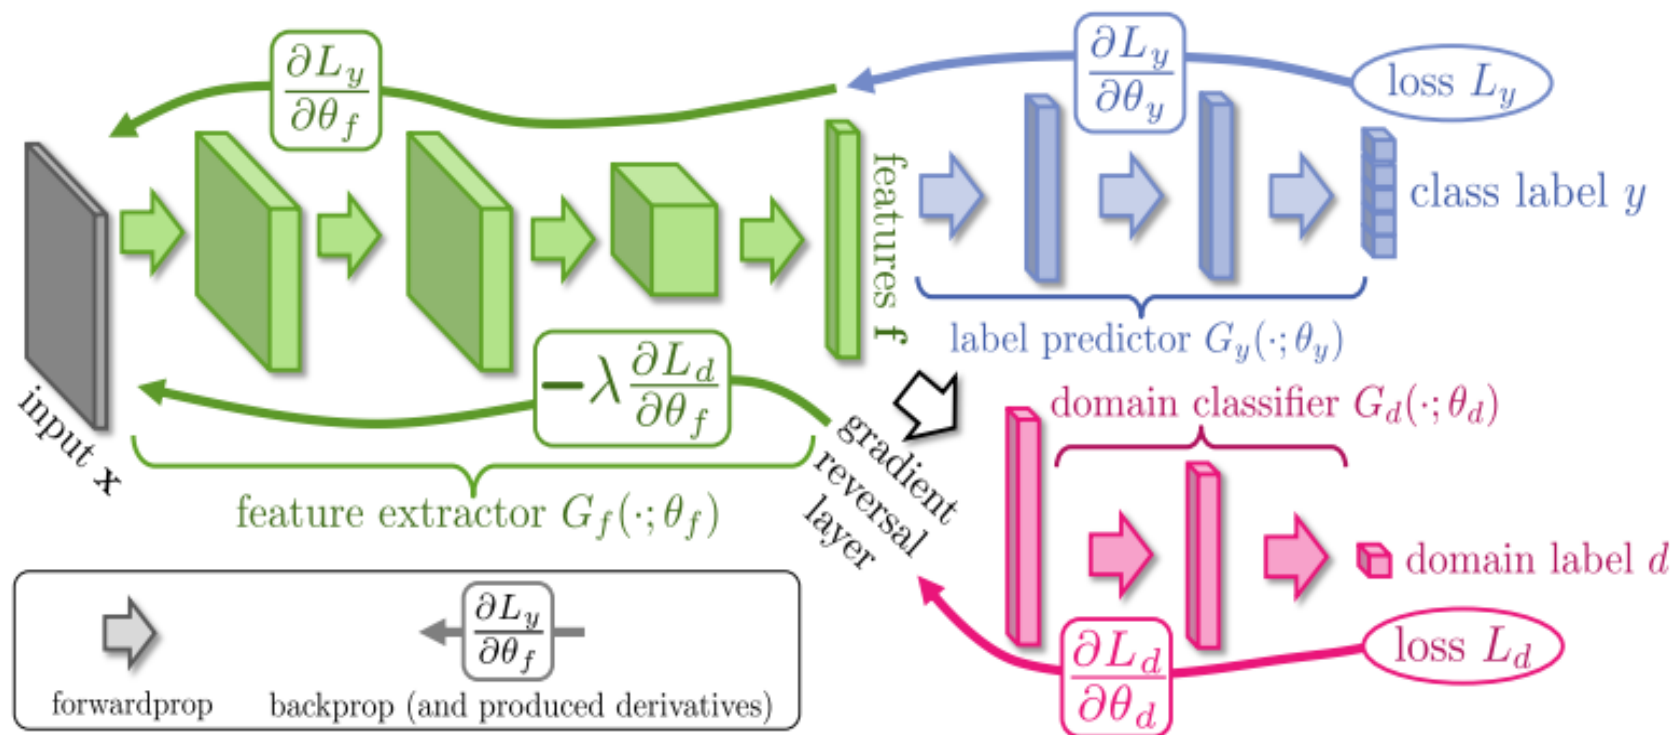 ∂L_y
∂θ_f
∂L_y
∂θ_y
loss L_y
input x
features f
class label y
label predictor G_y(·; θ_y)
−λ ∂L_d
∂θ_f
feature extractor G_f(·; θ_f)
gradient
reversal
layer
domain classifier G_d(·; θ_d)
domain label d
∂L_d
∂θ_d
loss L_d
forwardprop
∂L_y
∂θ_f
backprop (and produced derivatives)